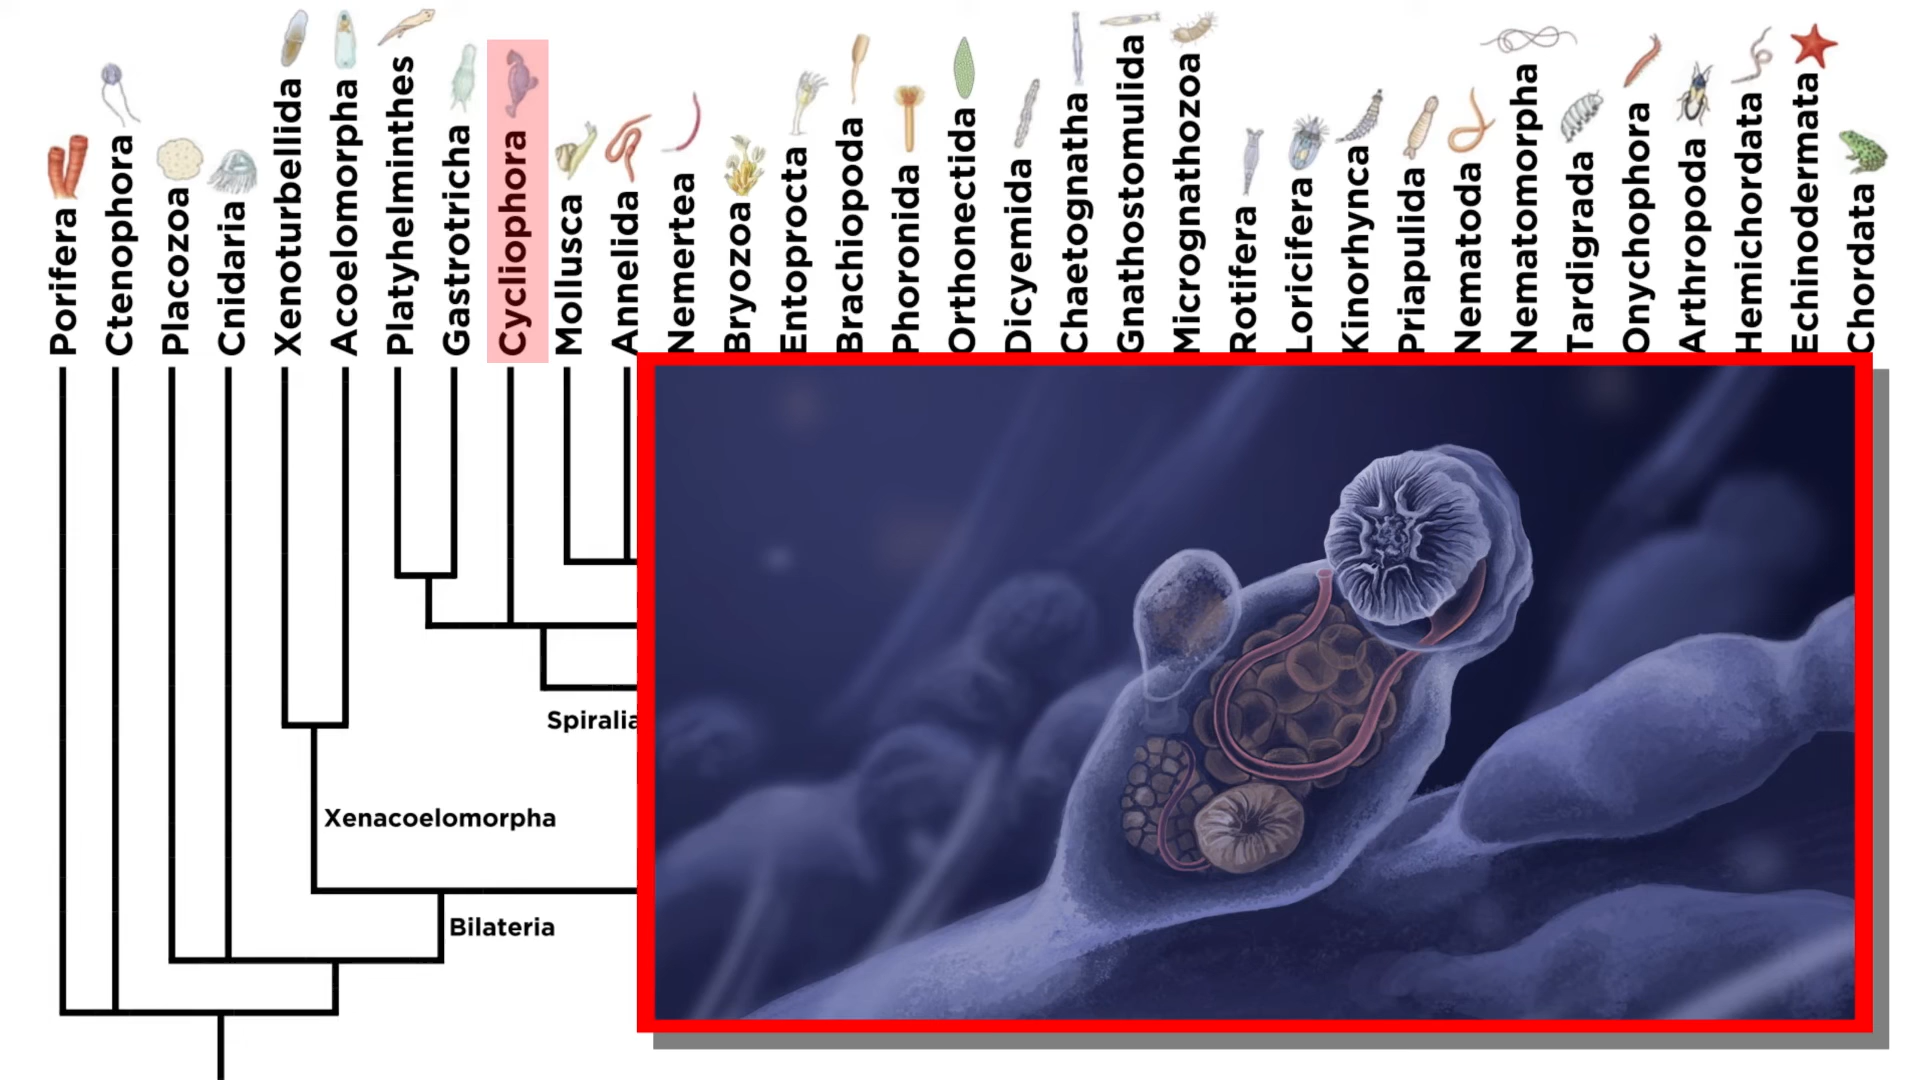 Porifera
Ctenophora
Placozoa
Cnidaria
Xenoturbellida
Acoelomorpha
Platyhelminthes
Gastrotricha
Cycliophora
Mollusca
Annelida
Nemertea
Bryozoa
Entoprocta
Brachiopoda
Phoronida
Orthonectida
Dicyemida
Chaetognatha
Gnathostomulida
Micrognathozoa
Rotifera
Loricifera
Kinorhynca
Priapulida
Nematoda
Nematomorpha
Tardigrada
Onychophora
Arthropoda
Hemichordata
Echinodermata
Chordata
Spiralia
Xenacoelomorpha
Bilateria